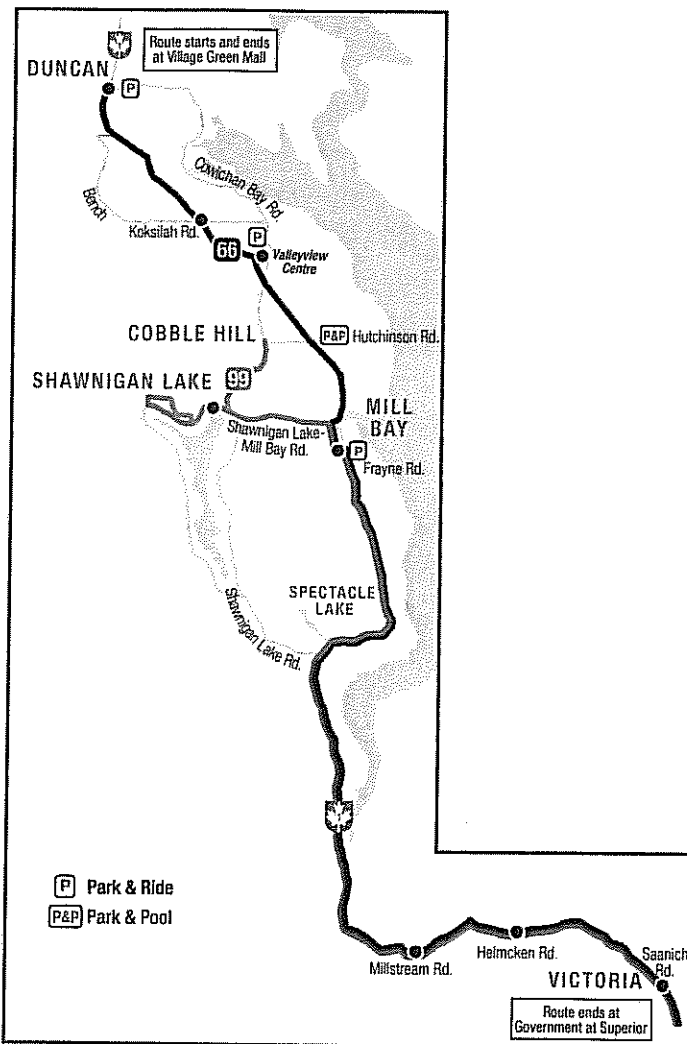 Route starts and ends
at Village Green Mall
DUNCAN
P
Cowichan Bay Rd
Bench
Koksilah Rd.
P
66
Valleyview
Centre
COBBLE HILL
P&P
Hutchinson Rd.
SHAWNIGAN LAKE
99
MILL
BAY
Shawnigan Lake-
Mill Bay Rd.
P
Frayne Rd.
SPECTACLE
LAKE
Shawnigan Lake Rd.
P Park & Ride
P&P Park & Pool
Millstream Rd.
Helmcken Rd.
Saanich
Rd.
VICTORIA
Route ends at
Government at Superior